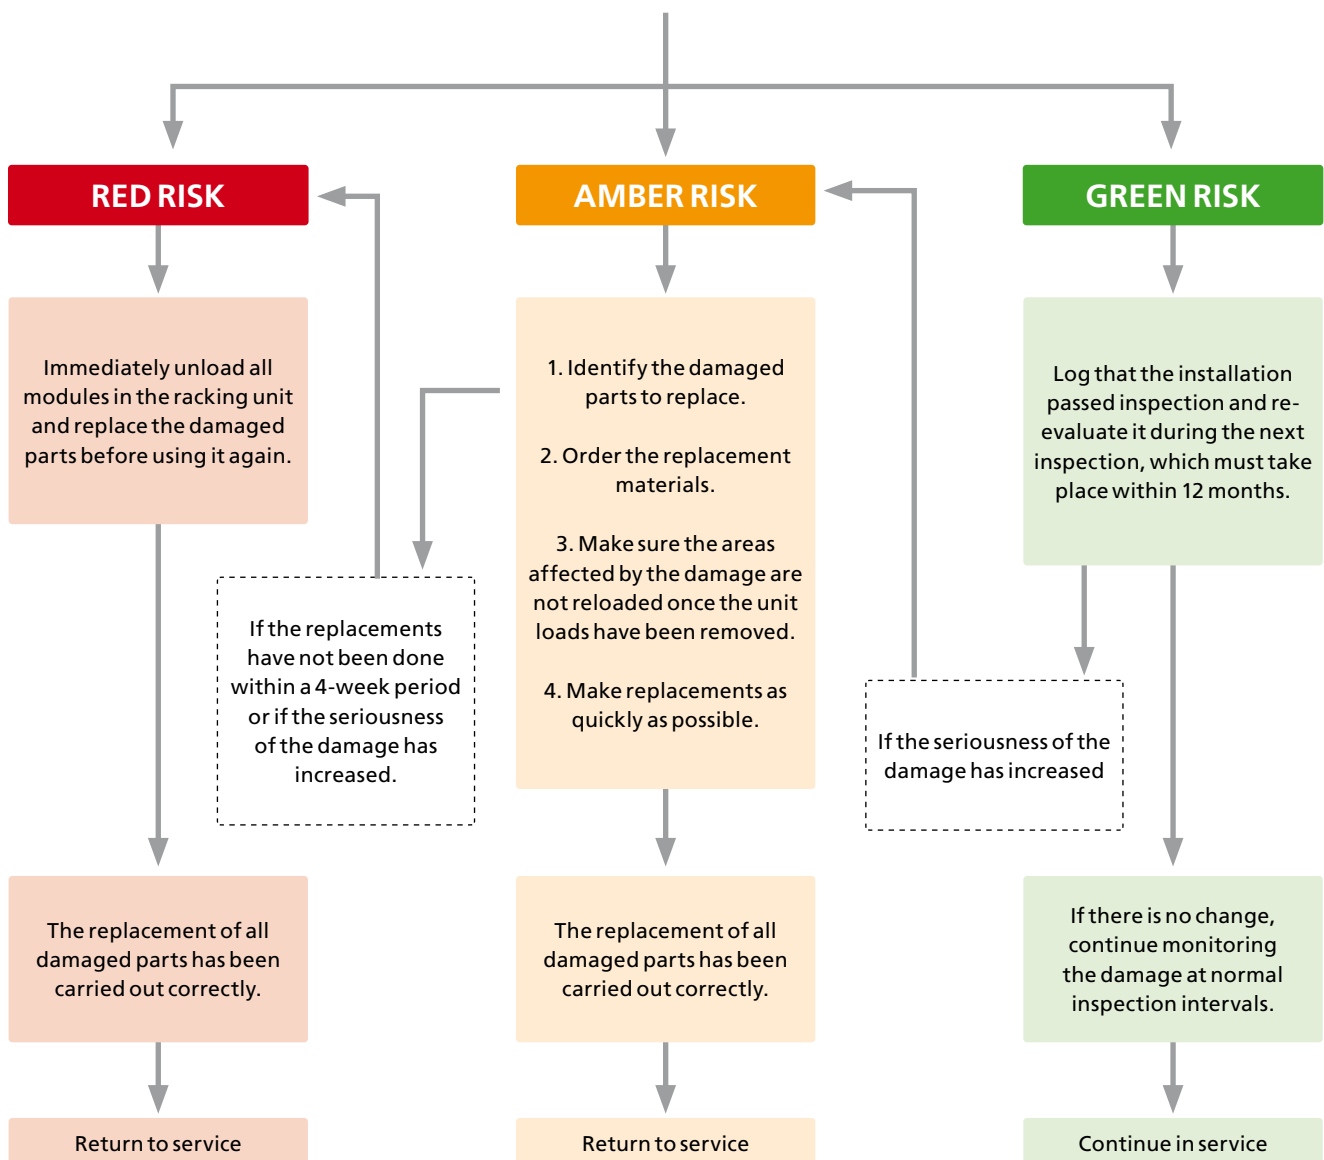 RED RISK
AMBER RISK
GREEN RISK
Immediately unload all
modules in the racking unit
and replace the damaged
parts before using it again.
1. Identify the damaged
parts to replace.
2. Order the replacement
materials.
3. Make sure the areas
affected by the damage are
not reloaded once the unit
loads have been removed.
4. Make replacements as
quickly as possible.
Log that the installation
passed inspection and re-
evaluate it during the next
inspection, which must take
place within 12 months.
If the replacements
have not been done
within a 4-week period
or if the seriousness
of the damage has
increased.
If the seriousness of the
damage has increased
The replacement of all
damaged parts has been
carried out correctly.
The replacement of all
damaged parts has been
carried out correctly.
If there is no change,
continue monitoring
the damage at normal
inspection intervals.
Return to service
Return to service
Continue in service